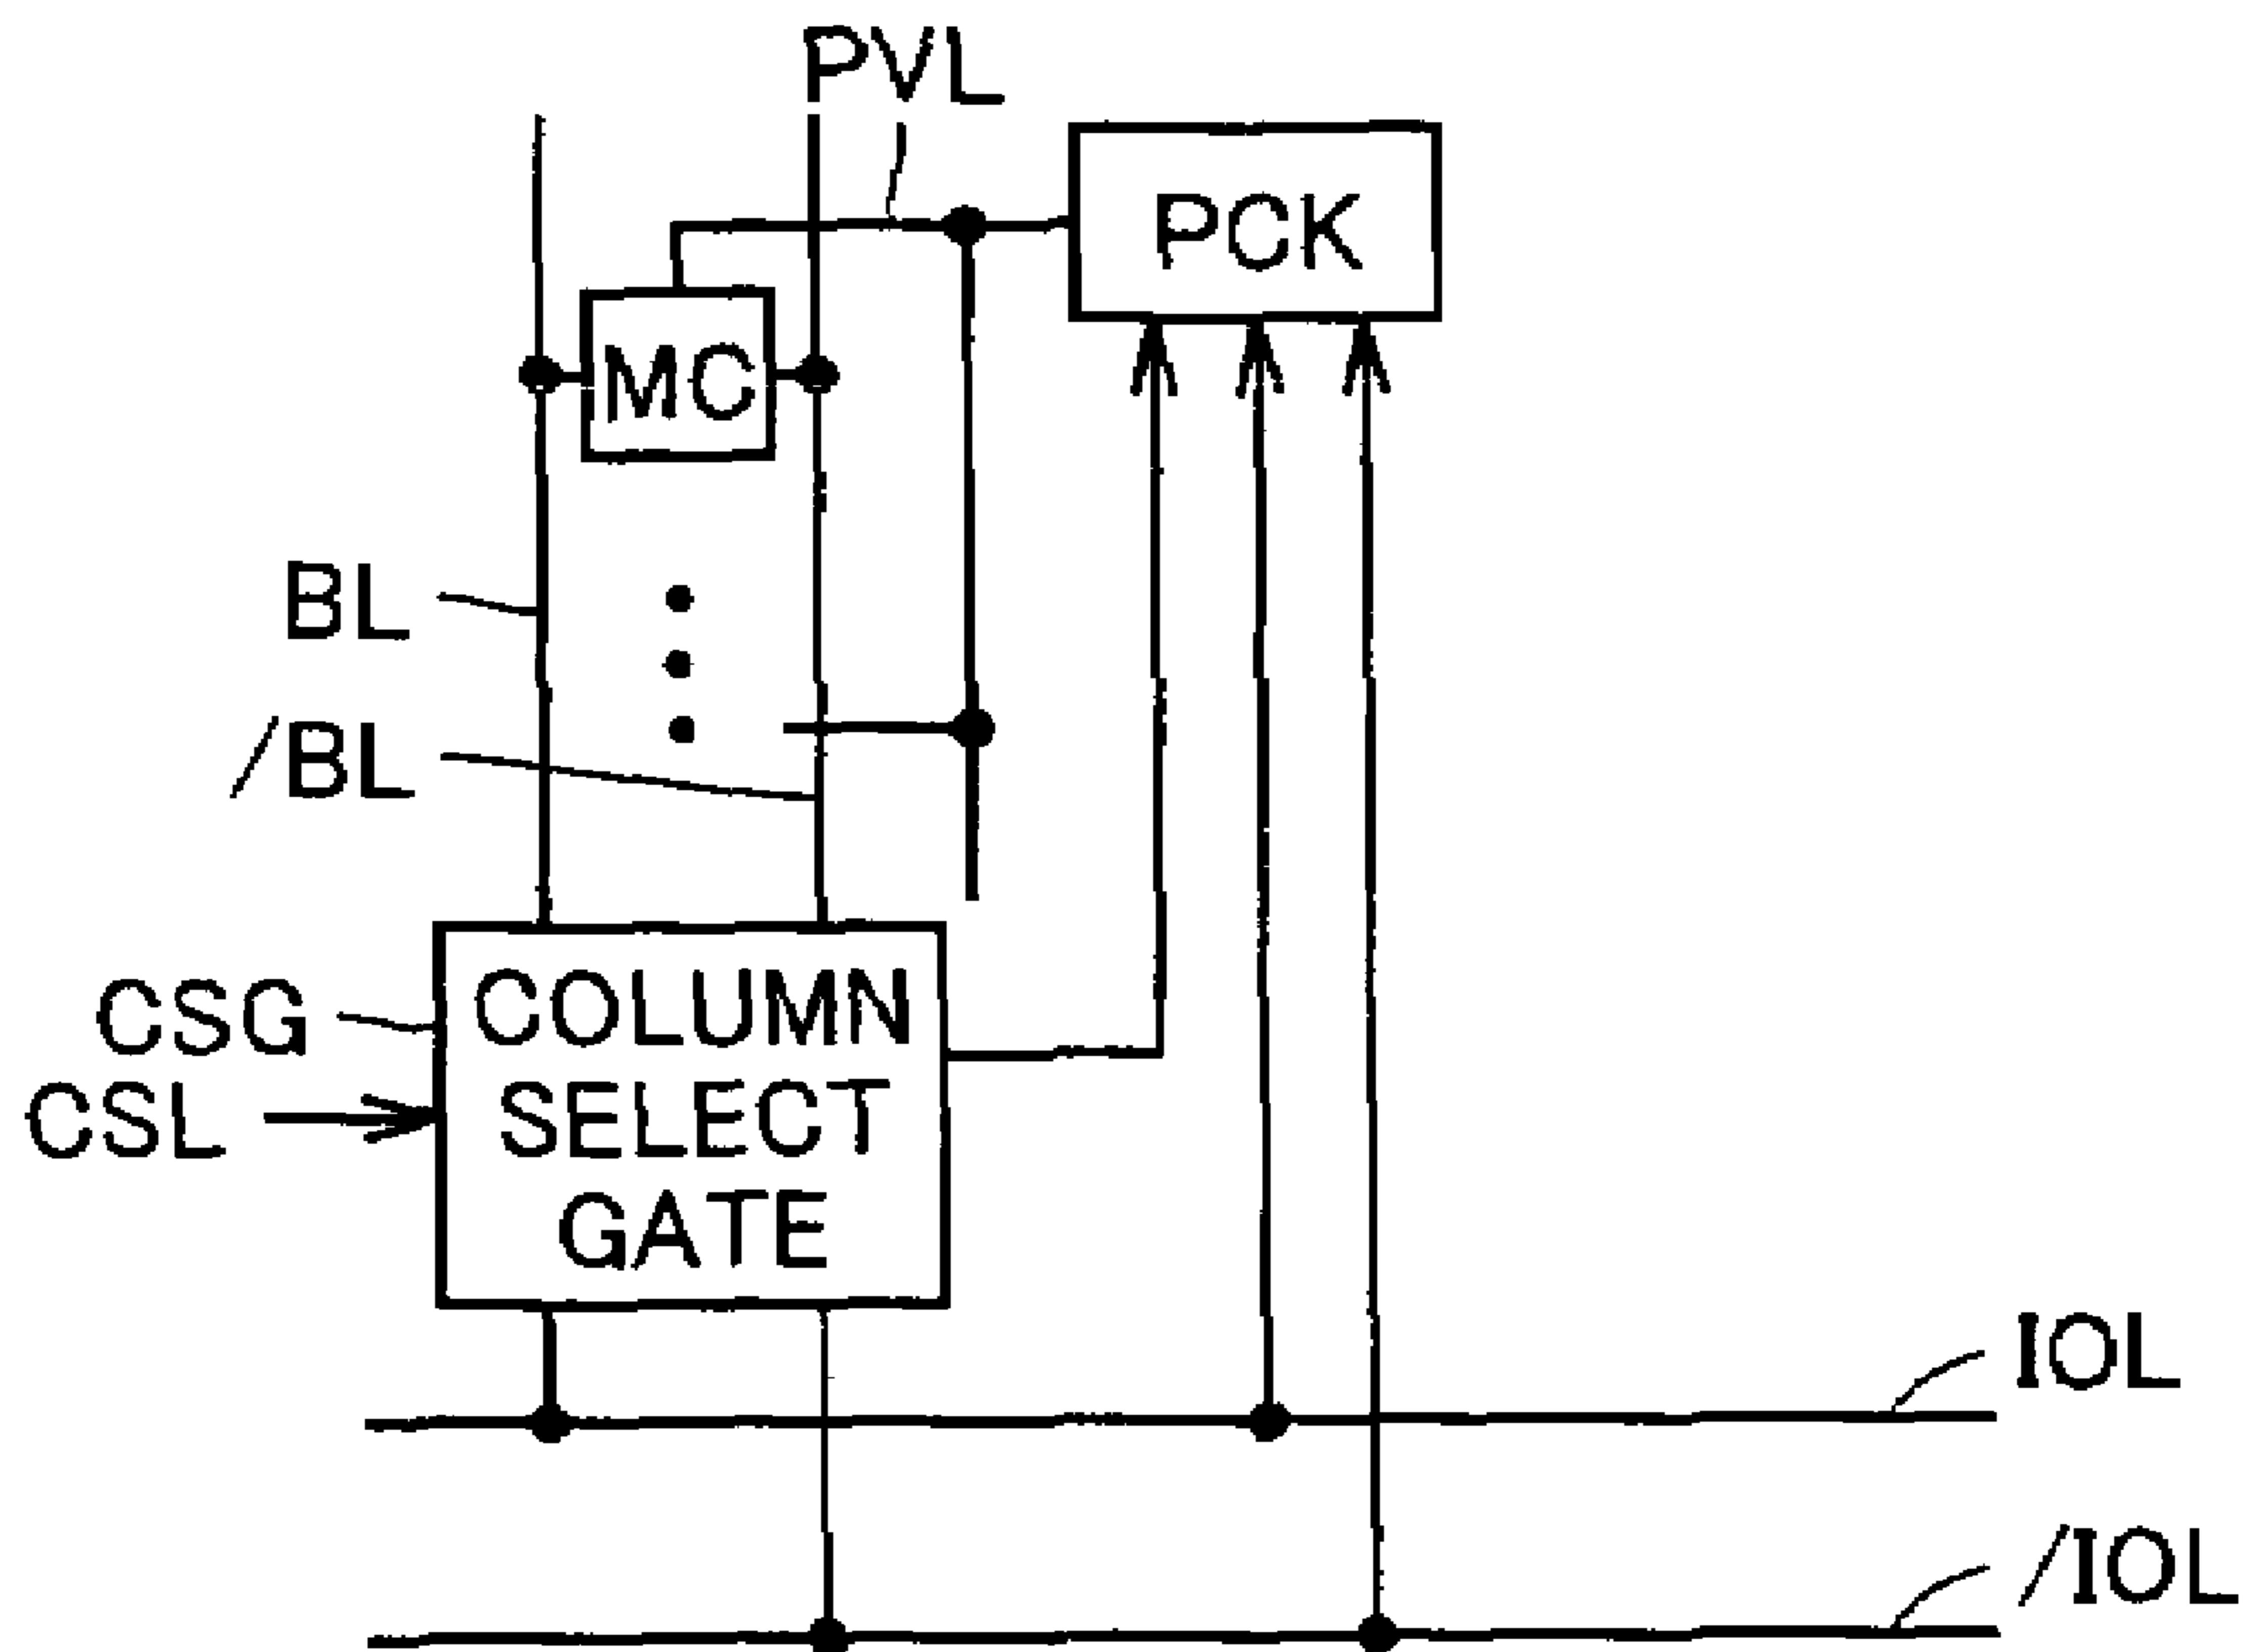 PVL
PCK
MC
BL
/BL
CSG
COLUMN
SELECT
GATE
CSL
IOL
/IOL